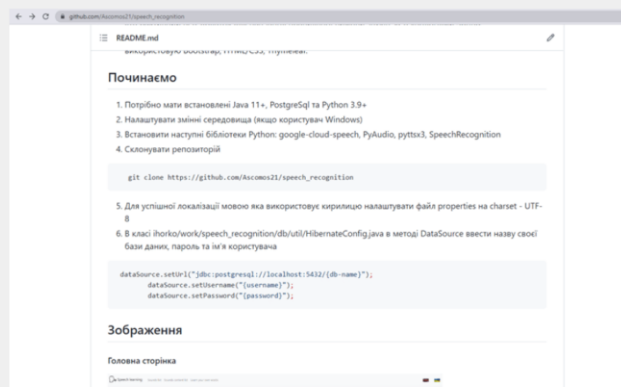 github.com/Ascomos21/speech_recognition
README.md
використовую Bootstrap, HTML/CSS, Thymeleaf.
Починаємо
1. Потрібно мати встановлені Java 11+, PostgreSql та Python 3.9+
2. Налаштувати змінні середовища (якщо користувач Windows)
3. Встановити наступні бібліотеки Python: google-cloud-speech, PyAudio, pyttsx3, SpeechRecognition
4. Склонувати репозиторій
git clone https://github.com/Ascomos21/speech_recognition
5. Для успішної локалізації мовою яка використовує кирилицю налаштувати файл properties на charset - UTF-
8
6. В класі ihorko/work/speech_recognition/db/util/HibernateConfig.java в методі DataSource ввести назву своєї
бази даних, пароль та ім'я користувача
dataSource.setUrl("jdbc:postgresql://localhost:5432/{db-name}");
dataSource.setUsername("{username}");
dataSource.setPassword("{password}");
Зображення
Головна сторінка